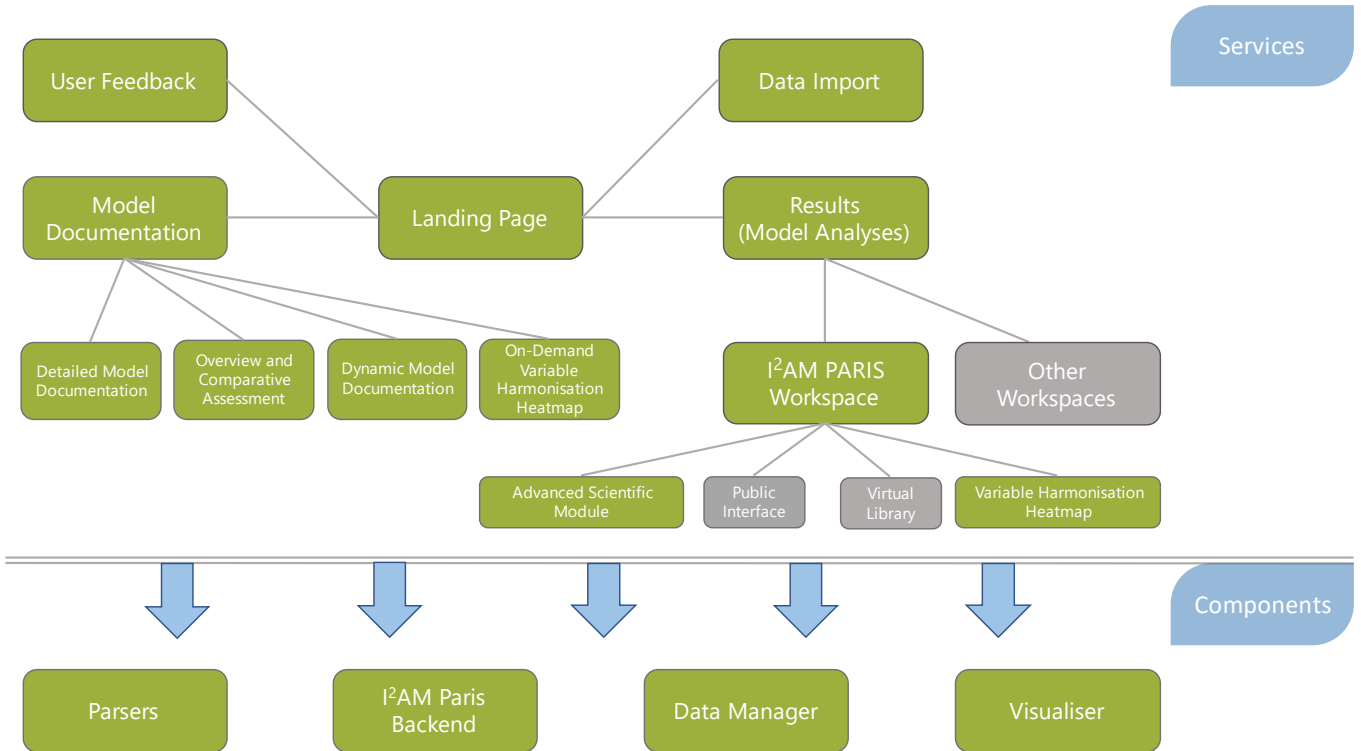 Services
User Feedback
Data Import
Model
Documentation
Landing Page
Results
(Model Analyses)
Detailed Model
Documentation
Overview and
Comparative
Assessment
Dynamic Model
Documentation
On-Demand
Variable
Harmonisation
Heatmap
I²AM PARIS
Workspace
Other
Workspaces
Advanced Scientific
Module
Public
Interface
Virtual
Library
Variable Harmonisation
Heatmap
Components
Parsers
I²AM Paris
Backend
Data Manager
Visualiser